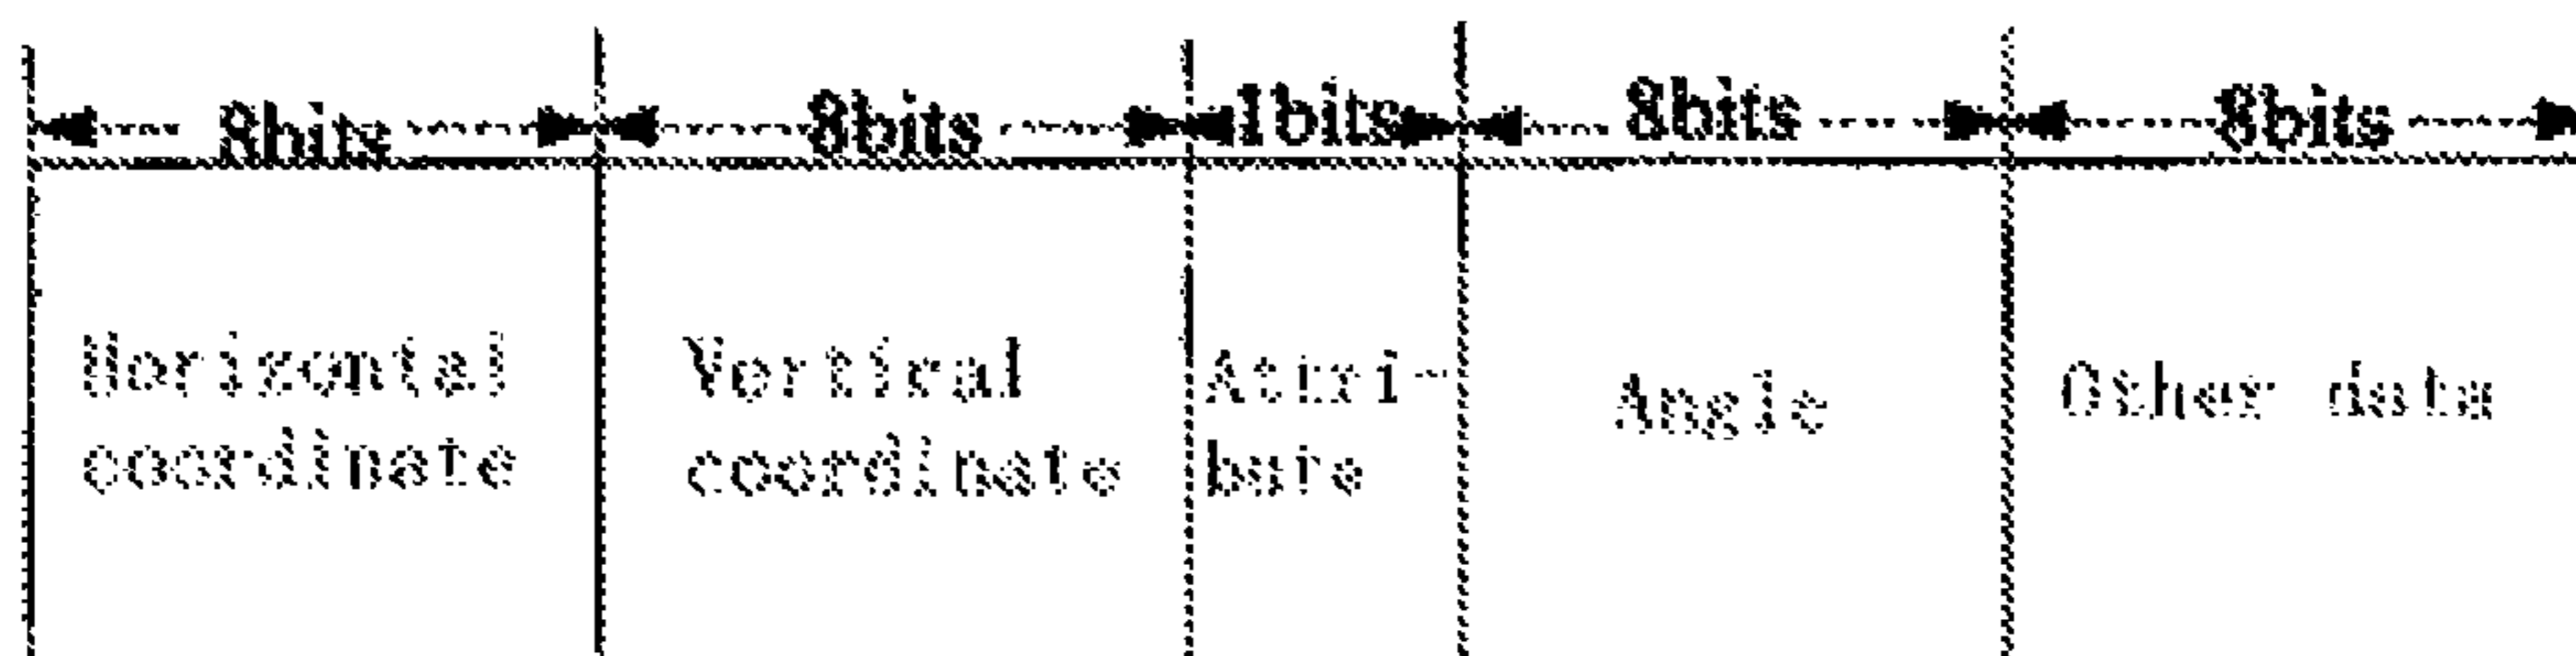 8bits 8bits 1bits 8bits 8bits
Horizontal
coordinate
Vertical
coordinate
Attri-
bute
Angle
Other data